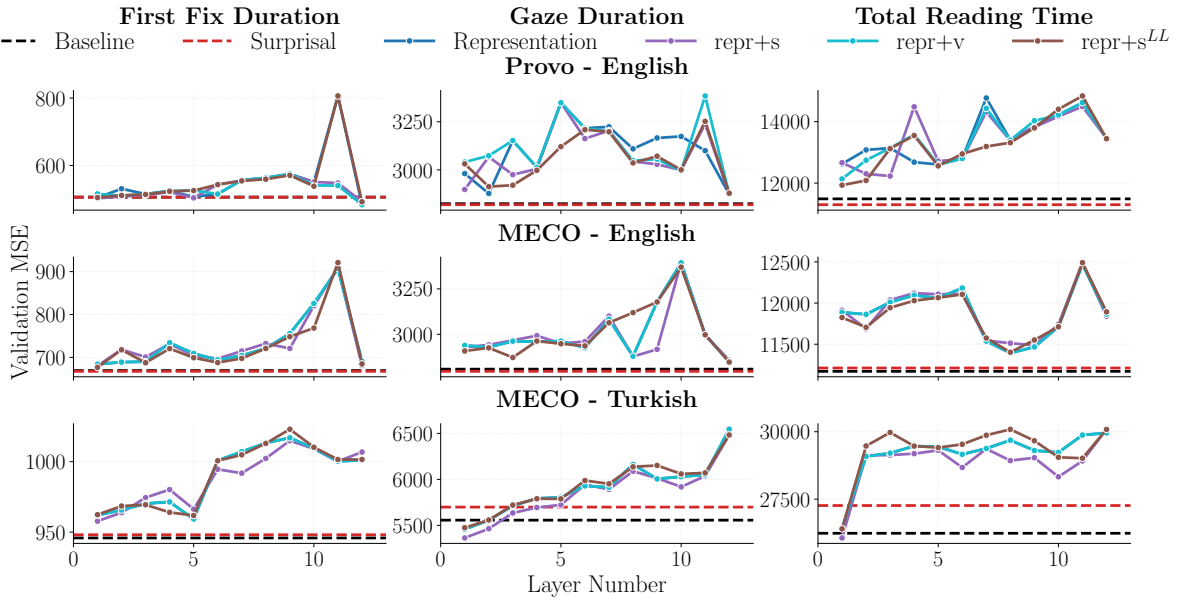 First Fix Duration Gaze Duration Total Reading Time
Baseline Surprisal Representation repr+s repr+v repr+s^{LL}
Provo - English
800
600
3250
3000
14000
12000
MECO - English
900
800
700
3250
3000
12500
12000
11500
MECO - Turkish
1000
950
6500
6000
5500
30000
27500
0 5 10
0 5 10
0 5 10
Validation MSE
Layer Number